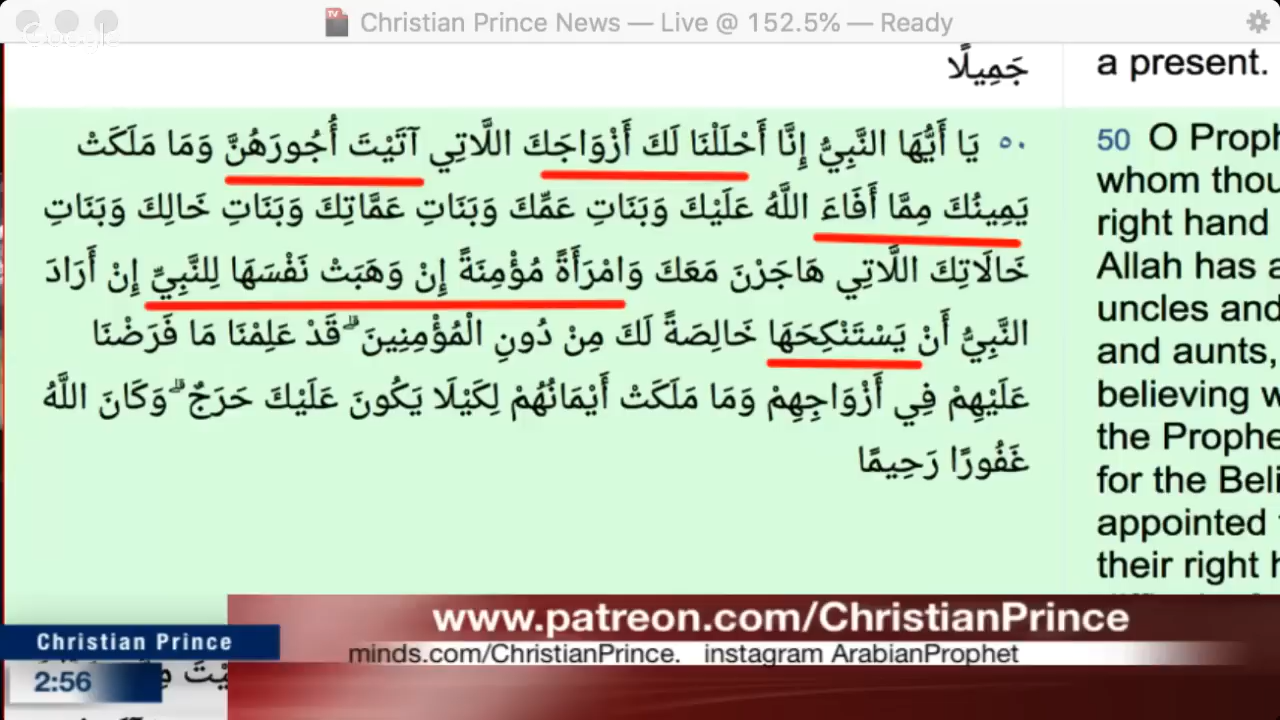 Christian Prince News — Live @ 152.5% — Ready
Google
جَمِيلًا
a present.
٥٠ يَا أَيُّهَا النَّبِيُّ إِنَّا أَحْلَلْنَا لَكَ أَزْوَاجَكَ اللَّاتِي آتَيْتَ أُجُورَهُنَّ وَمَا مَلَكَتْ
يَمِينُكَ مِمَّا أَفَاءَ اللَّهُ عَلَيْكَ وَبَنَاتِ عَمِّكَ وَبَنَاتِ عَمَّاتِكَ وَبَنَاتِ خَالِكَ وَبَنَاتِ
خَالَاتِكَ اللَّاتِي هَاجَرْنَ مَعَكَ وَامْرَأَةً مُؤْمِنَةً إِنْ وَهَبَتْ نَفْسَهَا لِلنَّبِيِّ إِنْ أَرَادَ
النَّبِيُّ أَنْ يَسْتَنْكِحَهَا خَالِصَةً لَكَ مِنْ دُونِ الْمُؤْمِنِينَ ۗ قَدْ عَلِمْنَا مَا فَرَضْنَا
عَلَيْهِمْ فِي أَزْوَاجِهِمْ وَمَا مَلَكَتْ أَيْمَانُهُمْ لِكَيْلَا يَكُونَ عَلَيْكَ حَرَجٌ ۗ وَكَانَ اللَّهُ
غَفُورًا رَحِيمًا
50 O Proph
whom thou
right hand
Allah has a
uncles and
and aunts,
believing w
the Prophe
for the Beli
appointed
their right h
www.patreon.com/ChristianPrince
Christian Prince
minds.com/ChristianPrince. instagram ArabianProphet
2:56